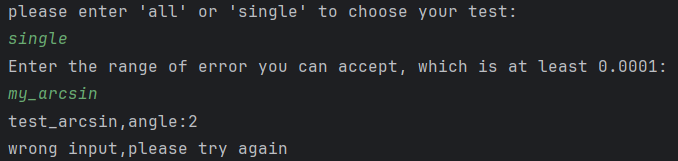 please enter 'all' or 'single' to choose your test:
single
Enter the range of error you can accept, which is at least 0.0001:
my_arcsin
test_arcsin,angle:2
wrong input,please try again